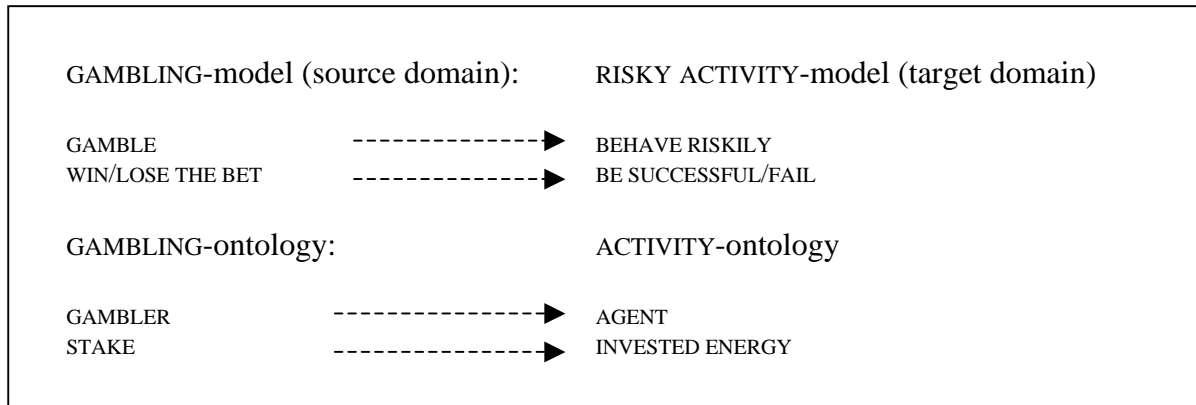 GAMBLING-model (source domain): RISKY ACTIVITY-model (target domain)
GAMBLE BEHAVE RISKILY
WIN/LOSE THE BET BE SUCCESSFUL/FAIL
GAMBLING-ontology: ACTIVITY-ontology
GAMBLER AGENT
STAKE INVESTED ENERGY